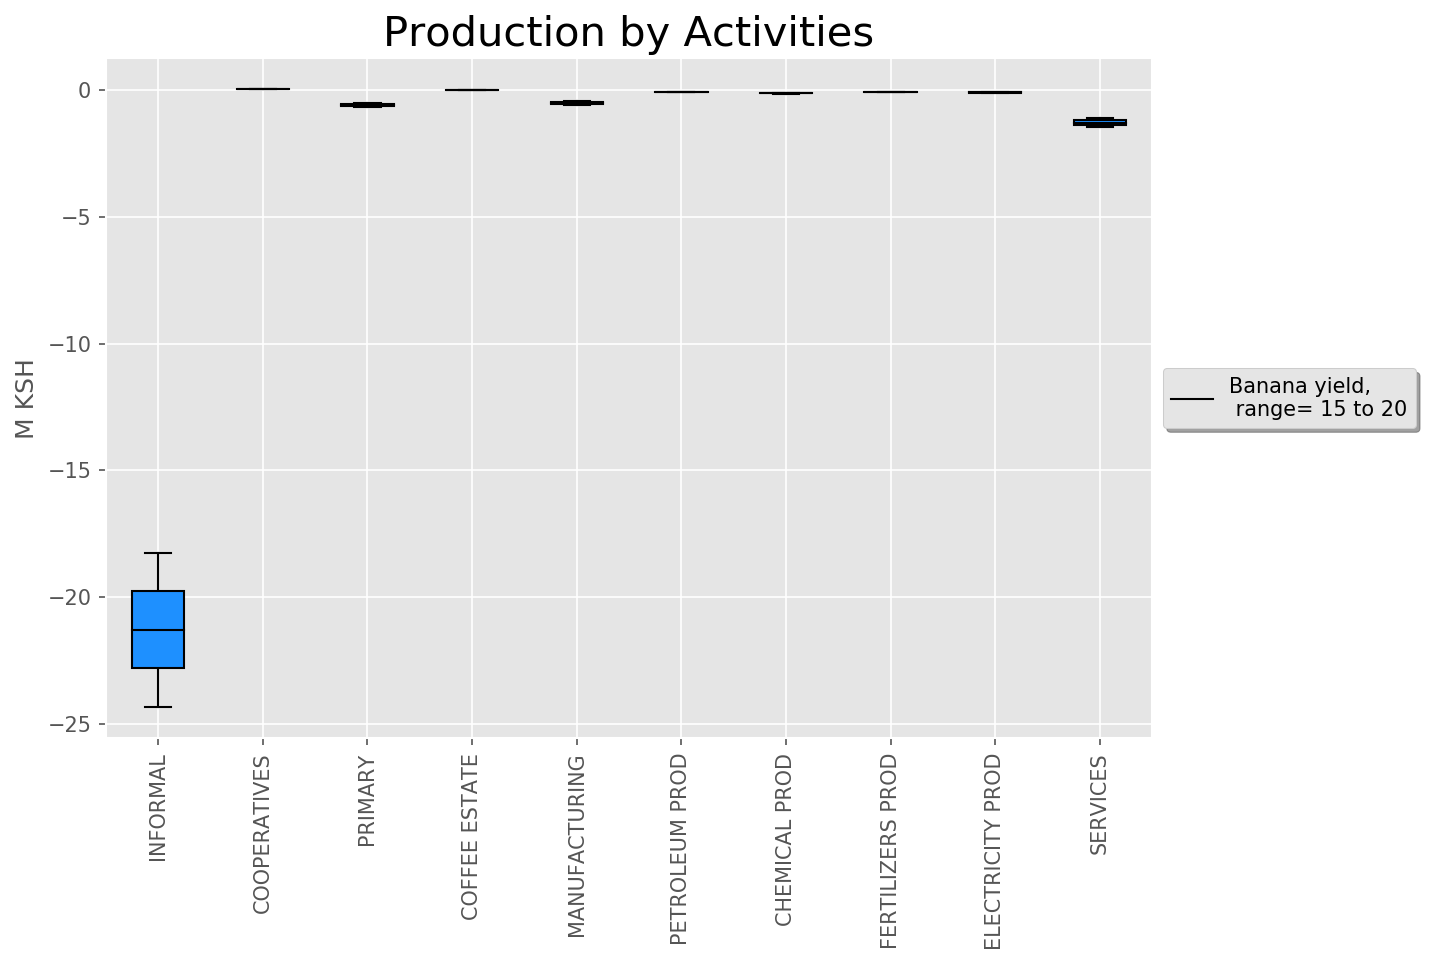 Production by Activities
M KSH
0
−5
−10
−15
−20
−25
INFORMAL
COOPERATIVES
PRIMARY
COFFEE ESTATE
MANUFACTURING
PETROLEUM PROD
CHEMICAL PROD
FERTILIZERS PROD
ELECTRICITY PROD
SERVICES
Banana yield,
range= 15 to 20